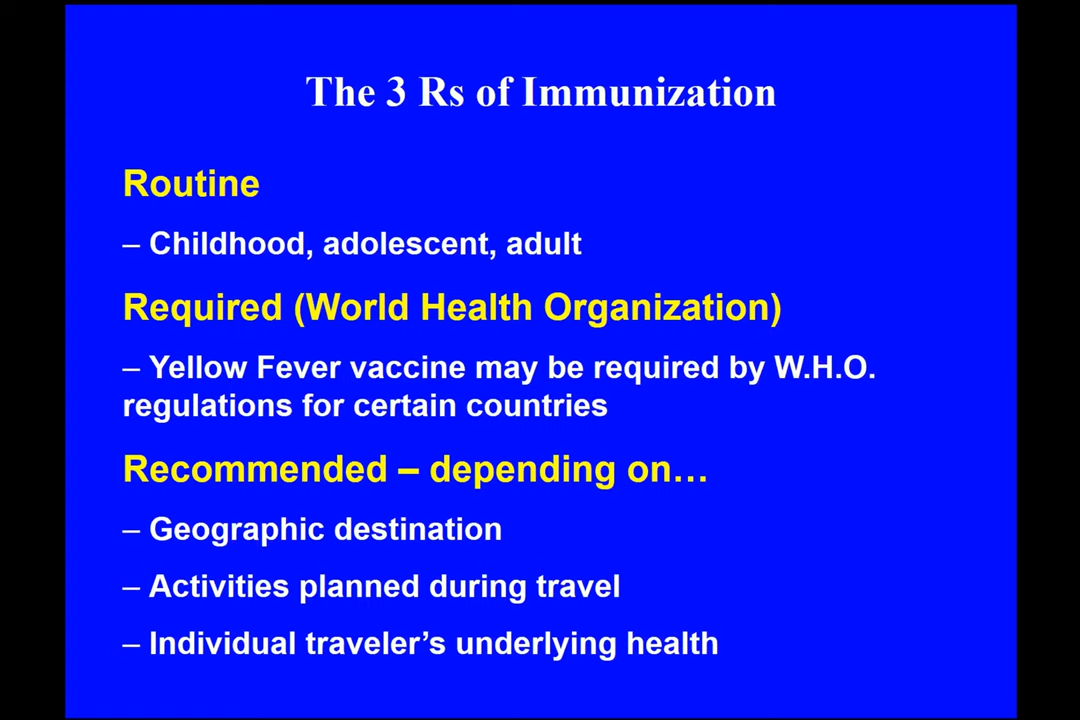 The 3 Rs of Immunization
Routine
– Childhood, adolescent, adult
Required (World Health Organization)
– Yellow Fever vaccine may be required by W.H.O.
regulations for certain countries
Recommended – depending on…
– Geographic destination
– Activities planned during travel
– Individual traveler’s underlying health